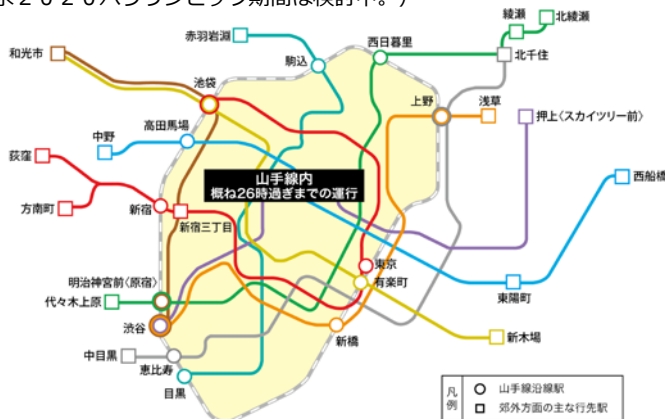 京２０２０パラリンピック期間は検討中。）
綾瀬
北綾瀬
赤羽岩淵
西日暮里
和光市
駒込
北千住
池袋
上野
浅草
押上〈スカイツリー前〉
中野
高田馬場
荻窪
山手線内
概ね26時過ぎまでの運行
西船橋
方南町
新宿
新宿三丁目
東京
明治神宮前〈原宿〉
有楽町
代々木上原
東陽町
渋谷
新橋
新木場
中目黒
恵比寿
目黒
凡例
山手線沿線駅
郊外方面の主な行先駅